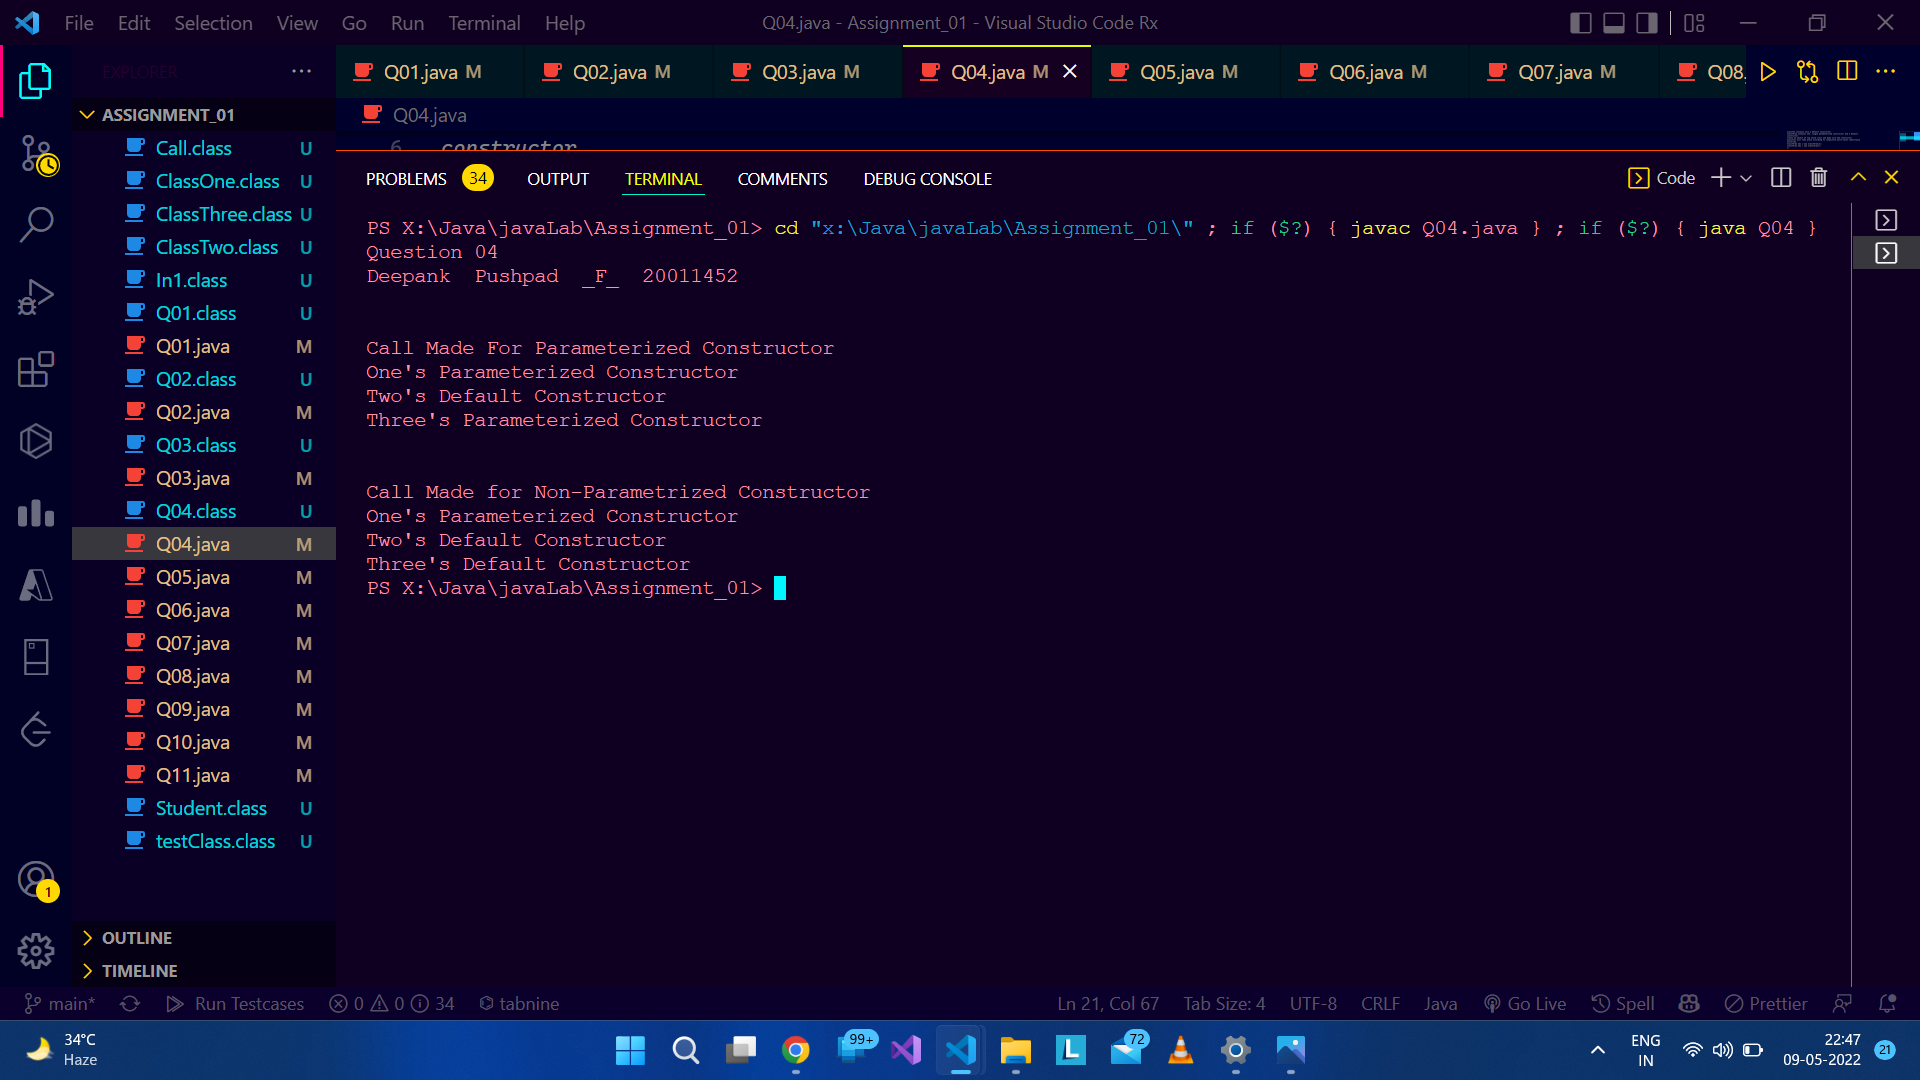 File Edit Selection View Go Run Terminal Help
Q04.java - Assignment_01 - Visual Studio Code Rx
EXPLORER
Q01.java M
Q02.java M
Q03.java M
Q04.java M
Q05.java M
Q06.java M
Q07.java M
Q08.
ASSIGNMENT_01
Call.class U
ClassOne.class U
ClassThree.class U
ClassTwo.class U
In1.class U
Q01.class U
Q01.java M
Q02.class U
Q02.java M
Q03.class U
Q03.java M
Q04.class U
Q04.java M
Q05.java M
Q06.java M
Q07.java M
Q08.java M
Q09.java M
Q10.java M
Q11.java M
Student.class U
testClass.class U
OUTLINE
TIMELINE
Q04.java
6 constructor
PROBLEMS 34 OUTPUT TERMINAL COMMENTS DEBUG CONSOLE
Code
PS X:\Java\javaLab\Assignment_01> cd "x:\Java\javaLab\Assignment_01\" ; if ($?) { javac Q04.java } ; if ($?) { java Q04 }
Question 04
Deepank Pushpad _F_ 20011452
Call Made For Parameterized Constructor
One's Parameterized Constructor
Two's Default Constructor
Three's Parameterized Constructor
Call Made for Non-Parametrized Constructor
One's Parameterized Constructor
Two's Default Constructor
Three's Default Constructor
PS X:\Java\javaLab\Assignment_01>
1
main* Run Testcases 0 0 34 tabnine
Ln 21, Col 67 Tab Size: 4 UTF-8 CRLF Java Go Live Spell Prettier
34°C
Haze
99+
L
72
ENG
IN
22:47
09-05-2022
21